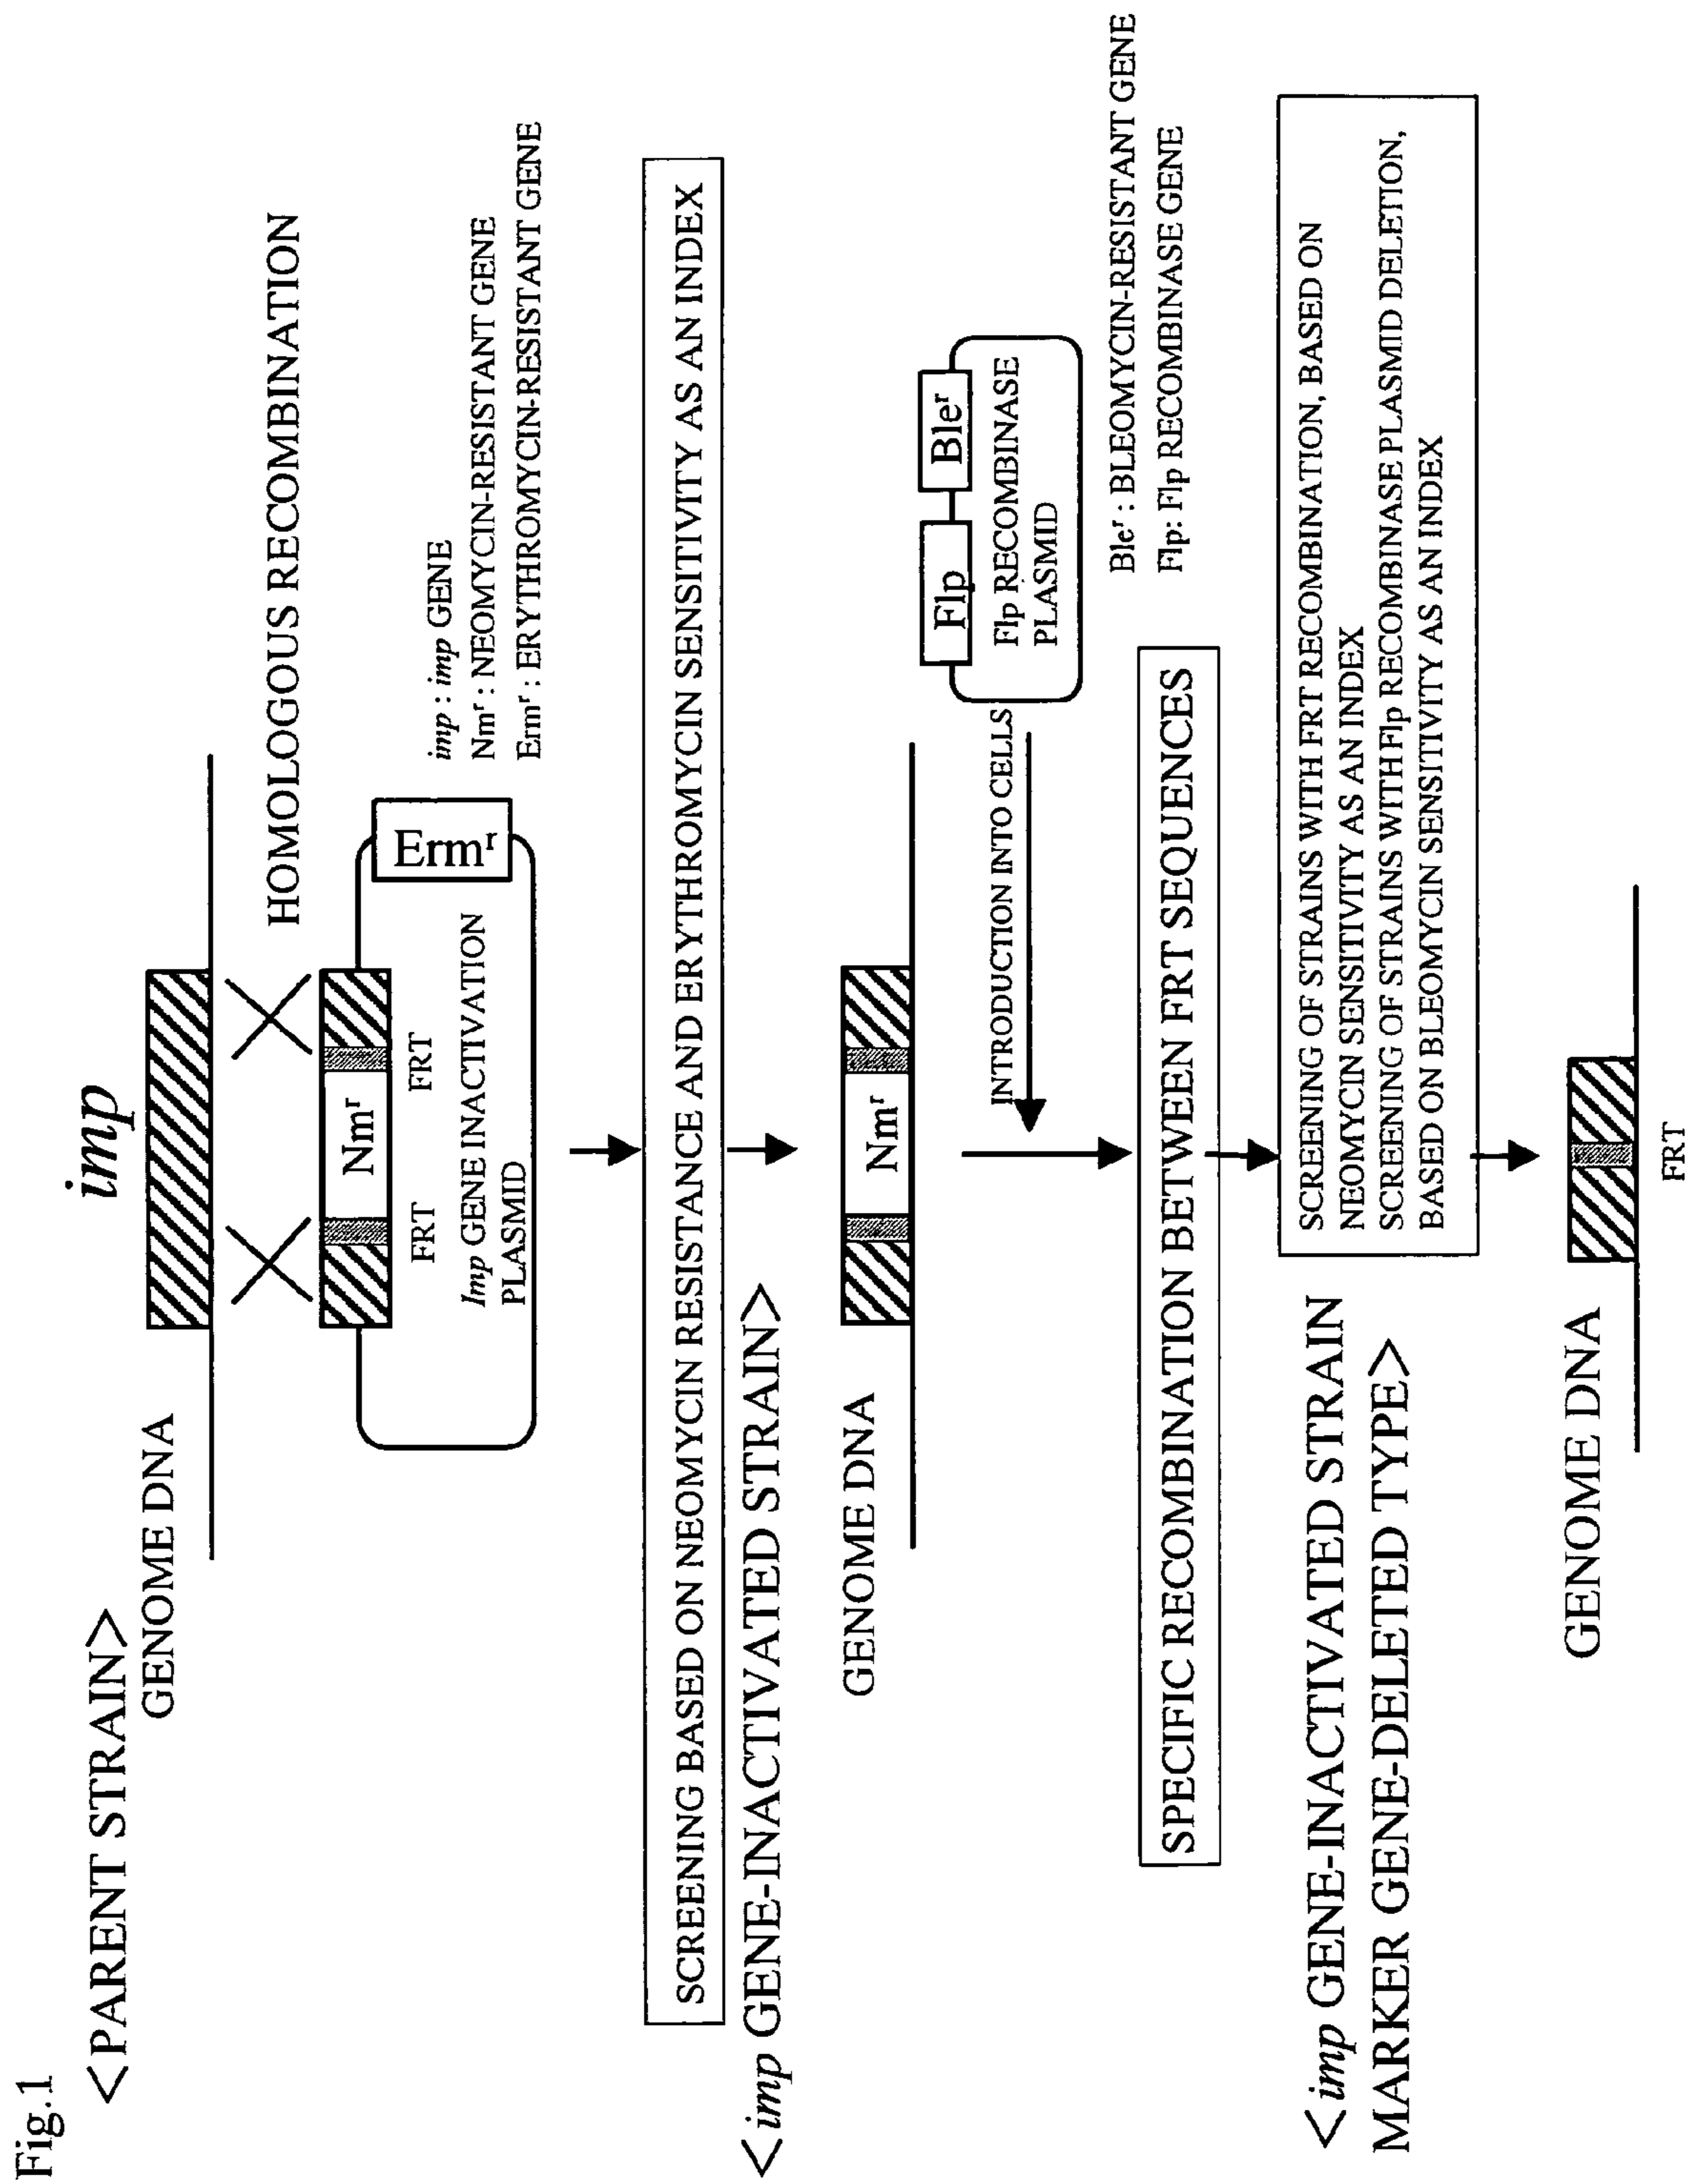 Fig.1
<PARENT STRAIN>
imp
GENOME DNA
HOMOLOGOUS RECOMBINATION
Nmʳ
Ermʳ
FRT
FRT
Imp GENE INACTIVATION
PLASMID
imp : imp GENE
Nmʳ : NEOMYCIN-RESISTANT GENE
Ermʳ : ERYTHROMYCIN-RESISTANT GENE
SCREENING BASED ON NEOMYCIN RESISTANCE AND ERYTHROMYCIN SENSITIVITY AS AN INDEX
<imp GENE-INACTIVATED STRAIN>
GENOME DNA
Nmʳ
Flp
Bleʳ
Flp RECOMBINASE
PLASMID
INTRODUCTION INTO CELLS
Bleʳ : BLEOMYCIN-RESISTANT GENE
Flp: Flp RECOMBINASE GENE
SPECIFIC RECOMBINATION BETWEEN FRT SEQUENCES
SCREENING OF STRAINS WITH FRT RECOMBINATION, BASED ON
NEOMYCIN SENSITIVITY AS AN INDEX
SCREENING OF STRAINS WITH Flp RECOMBINASE PLASMID DELETION,
BASED ON BLEOMYCIN SENSITIVITY AS AN INDEX
<imp GENE-INACTIVATED STRAIN
MARKER GENE-DELETED TYPE>
GENOME DNA
FRT